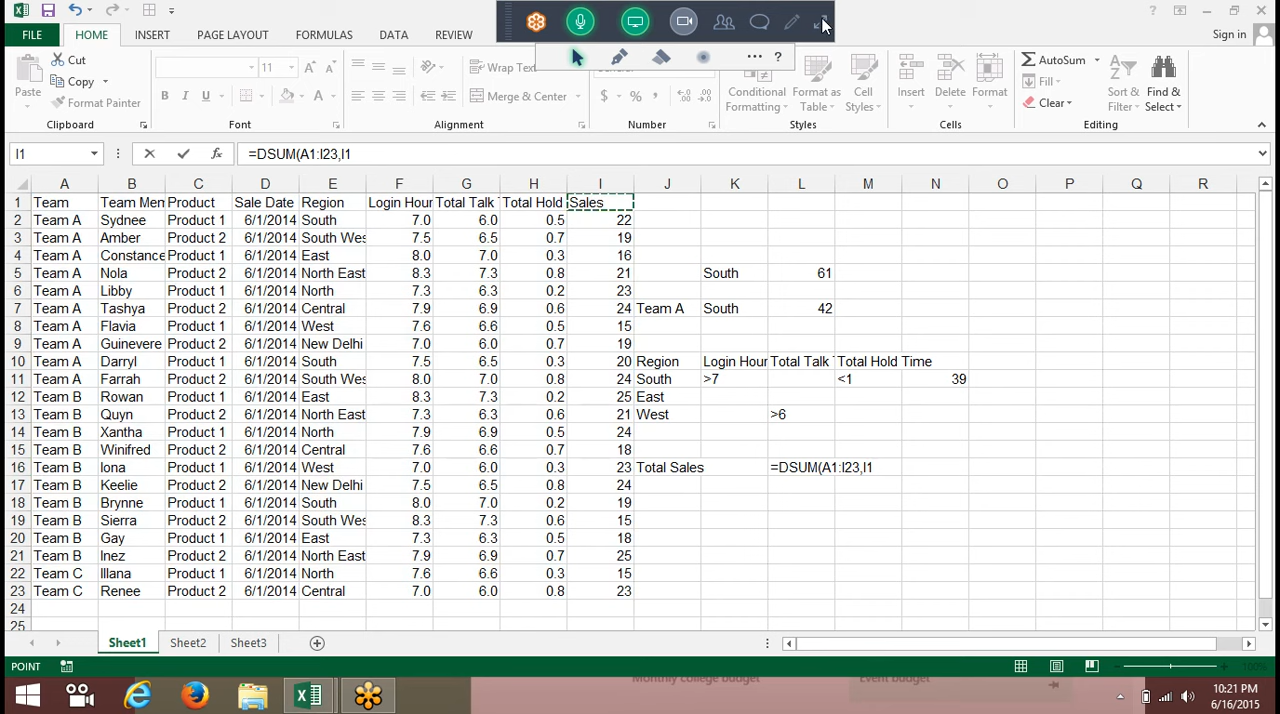 Sign in
FILE HOME INSERT PAGE LAYOUT FORMULAS DATA REVIEW
Cut
Copy
Format Painter
Paste
11
Wrap Text
Merge & Center
Conditional Formatting
Format as Table
Cell Styles
Insert Delete Format
AutoSum
Fill
Clear
Sort & Filter
Find & Select
Clipboard Font Alignment Number Styles Cells Editing
I1 =DSUM(A1:I23,I1
A B C D E F G H I J K L M N O P Q R
1 Team Team Mem Product Sale Date Region Login Hour Total Talk Total Hold Sales
2 Team A Sydnee Product 1 6/1/2014 South 7.0 6.0 0.5 22
3 Team A Amber Product 2 6/1/2014 South Wes 7.5 6.5 0.7 19
4 Team A Constance Product 1 6/1/2014 East 8.0 7.0 0.3 16
5 Team A Nola Product 2 6/1/2014 North East 8.3 7.3 0.8 21 South 61
6 Team A Libby Product 1 6/1/2014 North 7.3 6.3 0.2 23
7 Team A Tashya Product 2 6/1/2014 Central 7.9 6.9 0.6 24 Team A South 42
8 Team A Flavia Product 1 6/1/2014 West 7.6 6.6 0.5 15
9 Team A Guinevere Product 2 6/1/2014 New Delhi 7.0 6.0 0.7 19
10 Team A Darryl Product 1 6/1/2014 South 7.5 6.5 0.3 20 Region Login Hour Total Talk Total Hold Time
11 Team A Farrah Product 2 6/1/2014 South Wes 8.0 7.0 0.8 24 South >7 <1 39
12 Team B Rowan Product 1 6/1/2014 East 8.3 7.3 0.2 25 East
13 Team B Quyn Product 2 6/1/2014 North East 7.3 6.3 0.6 21 West >6
14 Team B Xantha Product 1 6/1/2014 North 7.9 6.9 0.5 24
15 Team B Winifred Product 2 6/1/2014 Central 7.6 6.6 0.7 18
16 Team B Iona Product 1 6/1/2014 West 7.0 6.0 0.3 23 Total Sales =DSUM(A1:I23,I1
17 Team B Keelie Product 2 6/1/2014 New Delhi 7.5 6.5 0.8 24
18 Team B Brynne Product 1 6/1/2014 South 8.0 7.0 0.2 19
19 Team B Sierra Product 2 6/1/2014 South Wes 8.3 7.3 0.6 15
20 Team B Gay Product 1 6/1/2014 East 7.3 6.3 0.5 18
21 Team B Inez Product 2 6/1/2014 North East 7.9 6.9 0.7 25
22 Team C Illana Product 1 6/1/2014 North 7.6 6.6 0.3 15
23 Team C Renee Product 2 6/1/2014 Central 7.0 6.0 0.8 23
24
25
Sheet1 Sheet2 Sheet3
POINT 100%
Monthly college budget Event budget
10:21 PM
6/16/2015